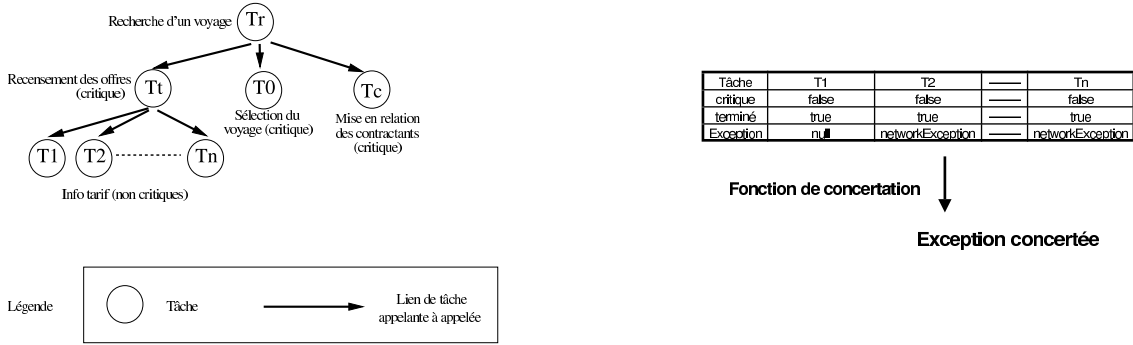 Recherche d'un voyage
Tr
Recensement des offres
(critique)
Tt
T0
Tc
Sélection du
voyage (critique)
Mise en relation
des contractants
(critique)
T1
T2
Tn
Info tarif (non critiques)
Légende
Tâche
Lien de tâche
appelante à appelée
Tâche T1 T2 Tn
critique false false false
terminé true true true
Exception null networkException networkException
Fonction de concertation
Exception concertée